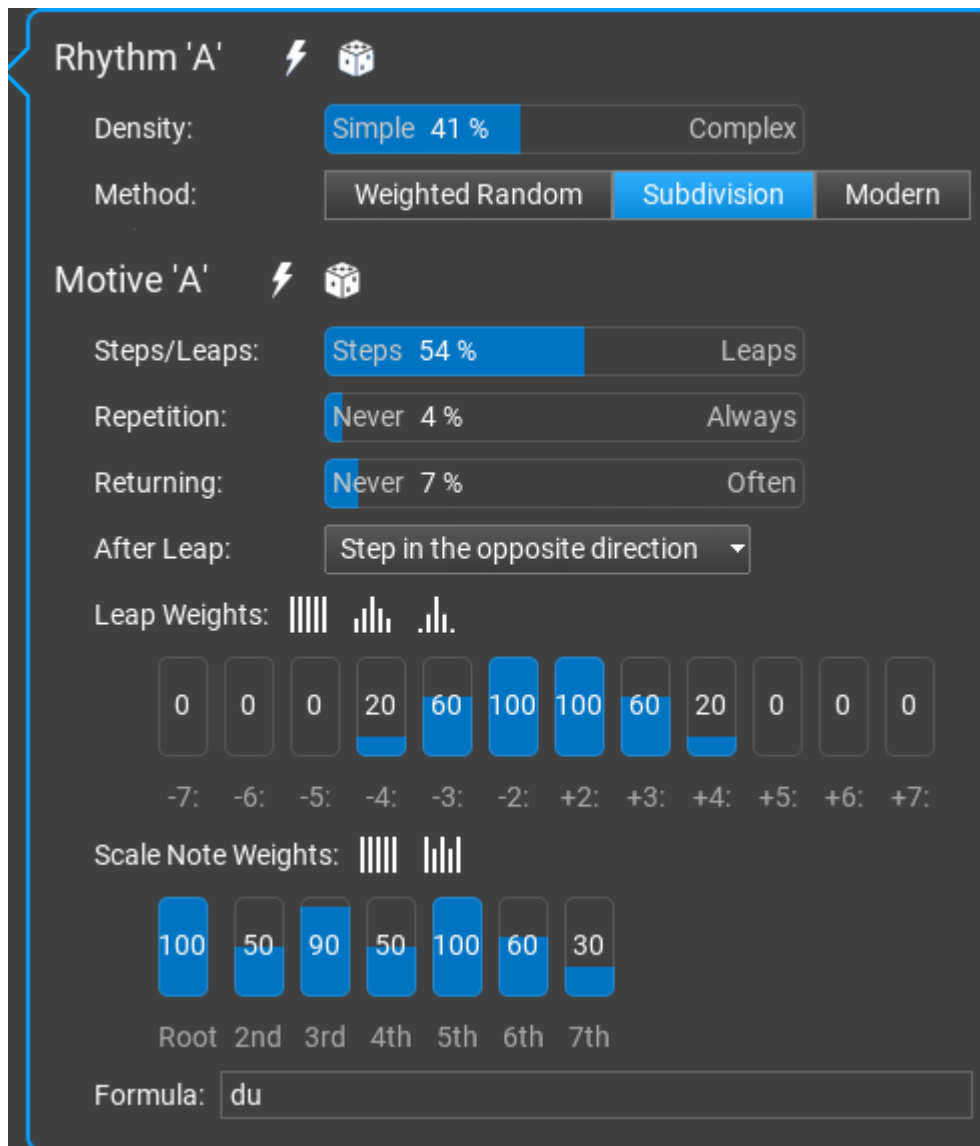 Rhythm 'A'
Density: Simple 41 % Complex
Method: Weighted Random Subdivision Modern
Motive 'A'
Steps/Leaps: Steps 54 % Leaps
Repetition: Never 4 % Always
Returning: Never 7 % Often
After Leap: Step in the opposite direction
Leap Weights:
0 0 0 20 60 100 100 60 20 0 0 0
-7: -6: -5: -4: -3: -2: +2: +3: +4: +5: +6: +7:
Scale Note Weights:
100 50 90 50 100 60 30
Root 2nd 3rd 4th 5th 6th 7th
Formula: du